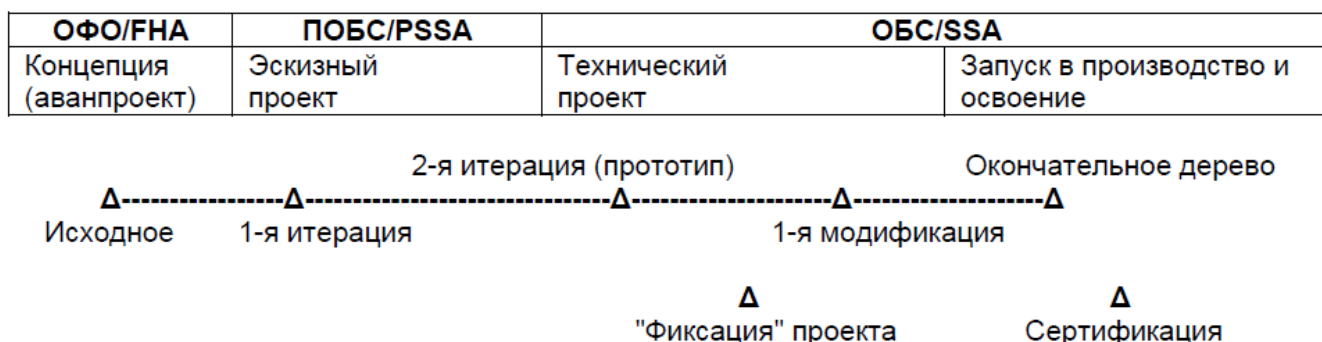 ОФО/FHA ПОБС/PSSA ОБС/SSA
Концепция (аванпроект) Эскизный проект Технический проект Запуск в производство и освоение
2-я итерация (прототип) Окончательное дерево
Δ-----------------Δ--------------------------------Δ----------------------Δ--------------------Δ
Исходное 1-я итерация 1-я модификация
Δ Δ
"Фиксация" проекта Сертификация